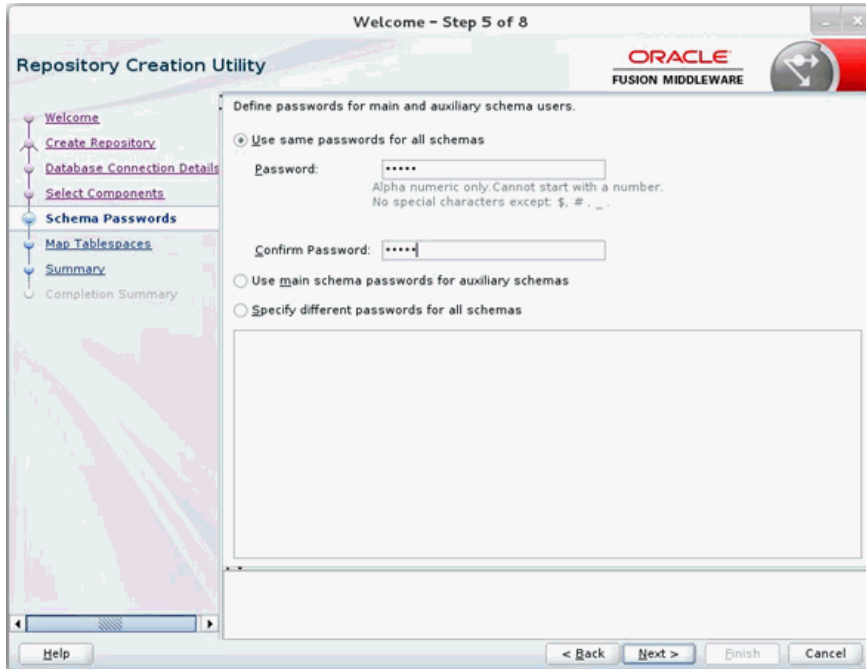 Welcome - Step 5 of 8
Repository Creation Utility
ORACLE
FUSION MIDDLEWARE
Welcome
Create Repository
Database Connection Details
Select Components
Schema Passwords
Map Tablespaces
Summary
Completion Summary
Define passwords for main and auxiliary schema users.
Use same passwords for all schemas
Password: •••••
Alpha numeric only.Cannot start with a number.
No special characters except: $, # , _ .
Confirm Password: •••••
Use main schema passwords for auxiliary schemas
Specify different passwords for all schemas
Help
< Back
Next >
Finish
Cancel